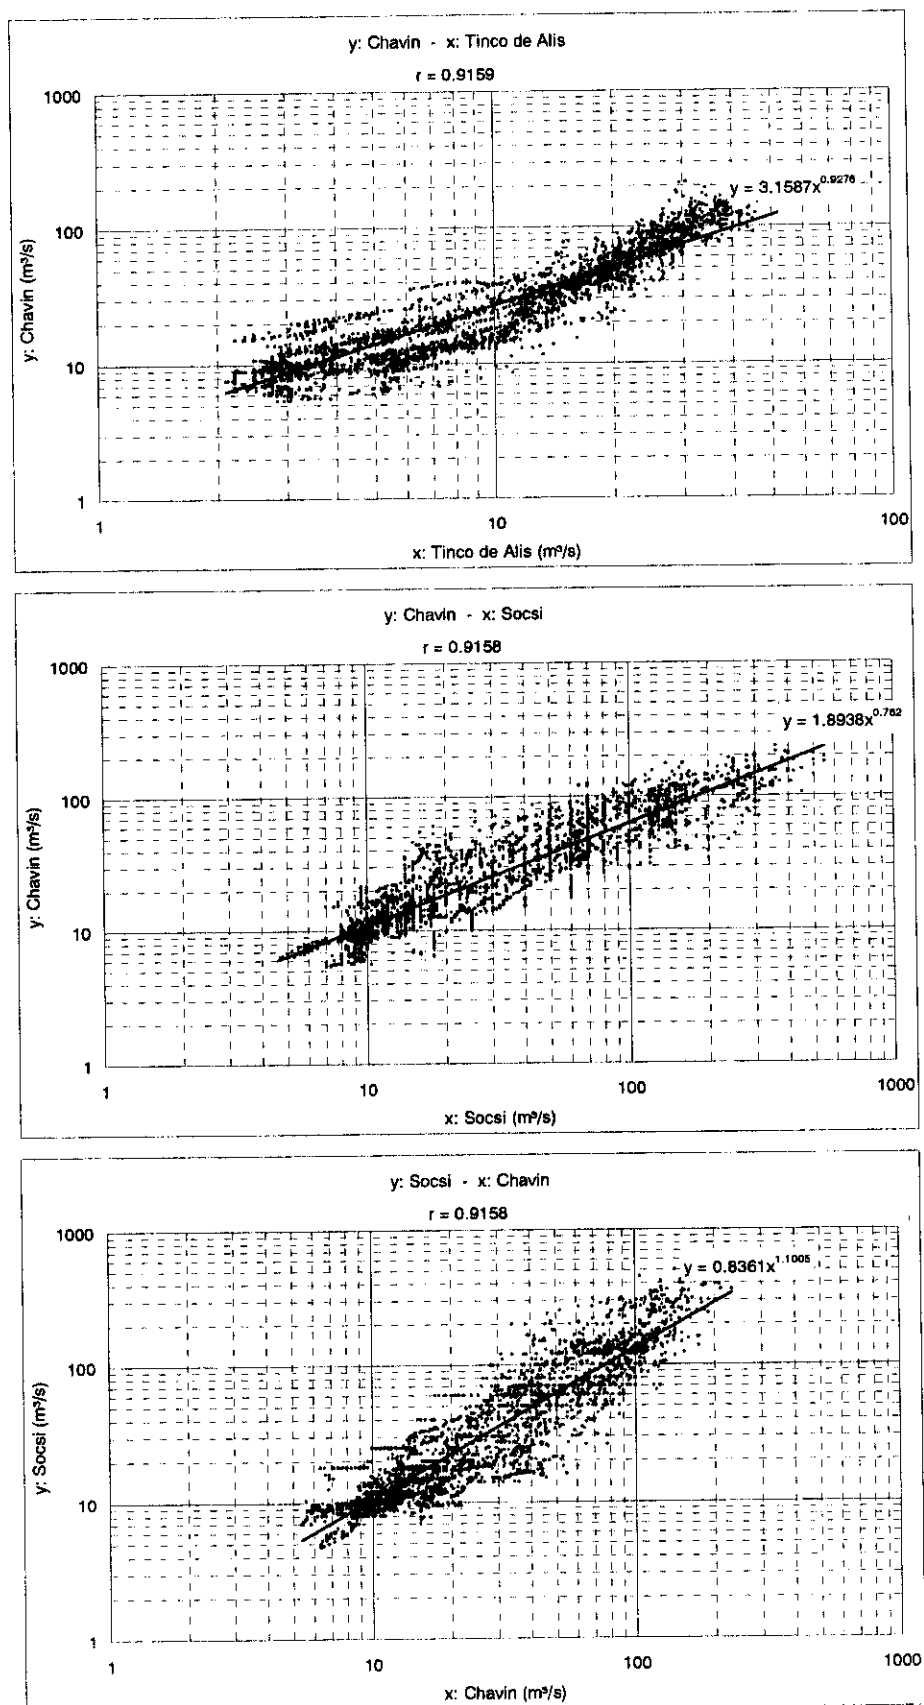 y: Chavin - x: Tinco de Alis
r = 0.9159
1000
100
10
1
y: Chavin (m³/s)
y = 3.1587x^0.9276
1
10
100
x: Tinco de Alis (m³/s)
y: Chavin - x: Socsi
r = 0.9158
1000
100
10
1
y: Chavin (m³/s)
y = 1.8938x^0.762
1
10
100
1000
x: Socsi (m³/s)
y: Socsi - x: Chavin
r = 0.9158
1000
100
10
1
y: Socsi (m³/s)
y = 0.8361x^1.1005
1
10
100
1000
x: Chavin (m³/s)